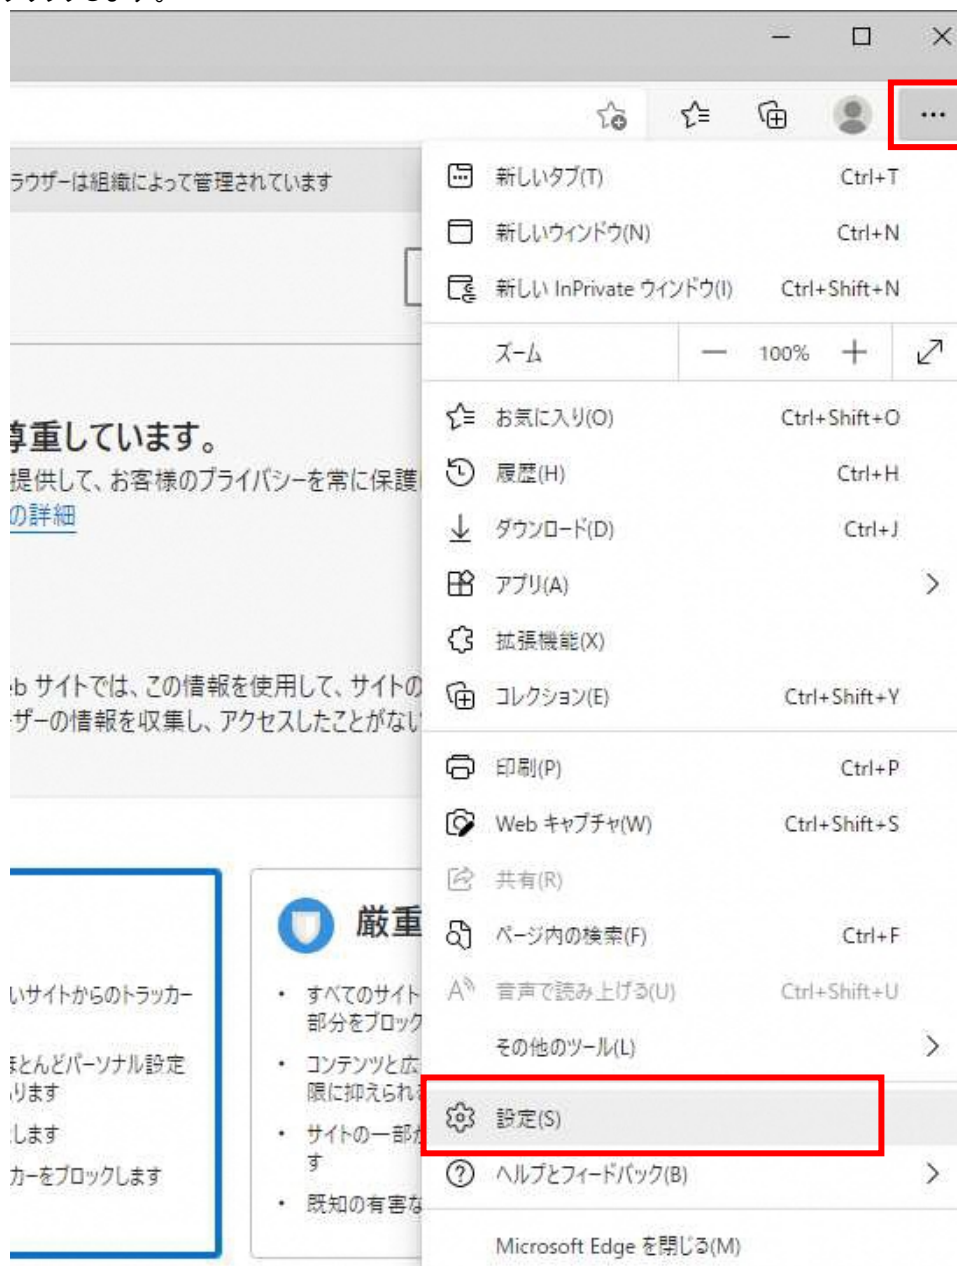 クリックします。
ラウザーは組織によって管理されています
尊重しています。
提供して、お客様のプライバシーを常に保護
の詳細
eb サイトでは、この情報を使用して、サイトの
ーザーの情報を収集し、アクセスしたことがない
いサイトからのトラッカー
ほとんどパーソナル設定
ります
します
カーをブロックします
厳重
• すべてのサイト
部分をブロック
• コンテンツと広
限に抑えられ
• サイトの一部が
す
• 既知の有害な
新しいタブ(T) Ctrl+T
新しいウィンドウ(N) Ctrl+N
新しい InPrivate ウィンドウ(I) Ctrl+Shift+N
ズーム — 100% +
お気に入り(O) Ctrl+Shift+O
履歴(H) Ctrl+H
ダウンロード(D) Ctrl+J
アプリ(A)
拡張機能(X)
コレクション(E) Ctrl+Shift+Y
印刷(P) Ctrl+P
Web キャプチャ(W) Ctrl+Shift+S
共有(R)
ページ内の検索(F) Ctrl+F
音声で読み上げる(U) Ctrl+Shift+U
その他のツール(L)
設定(S)
ヘルプとフィードバック(B)
Microsoft Edge を閉じる(M)